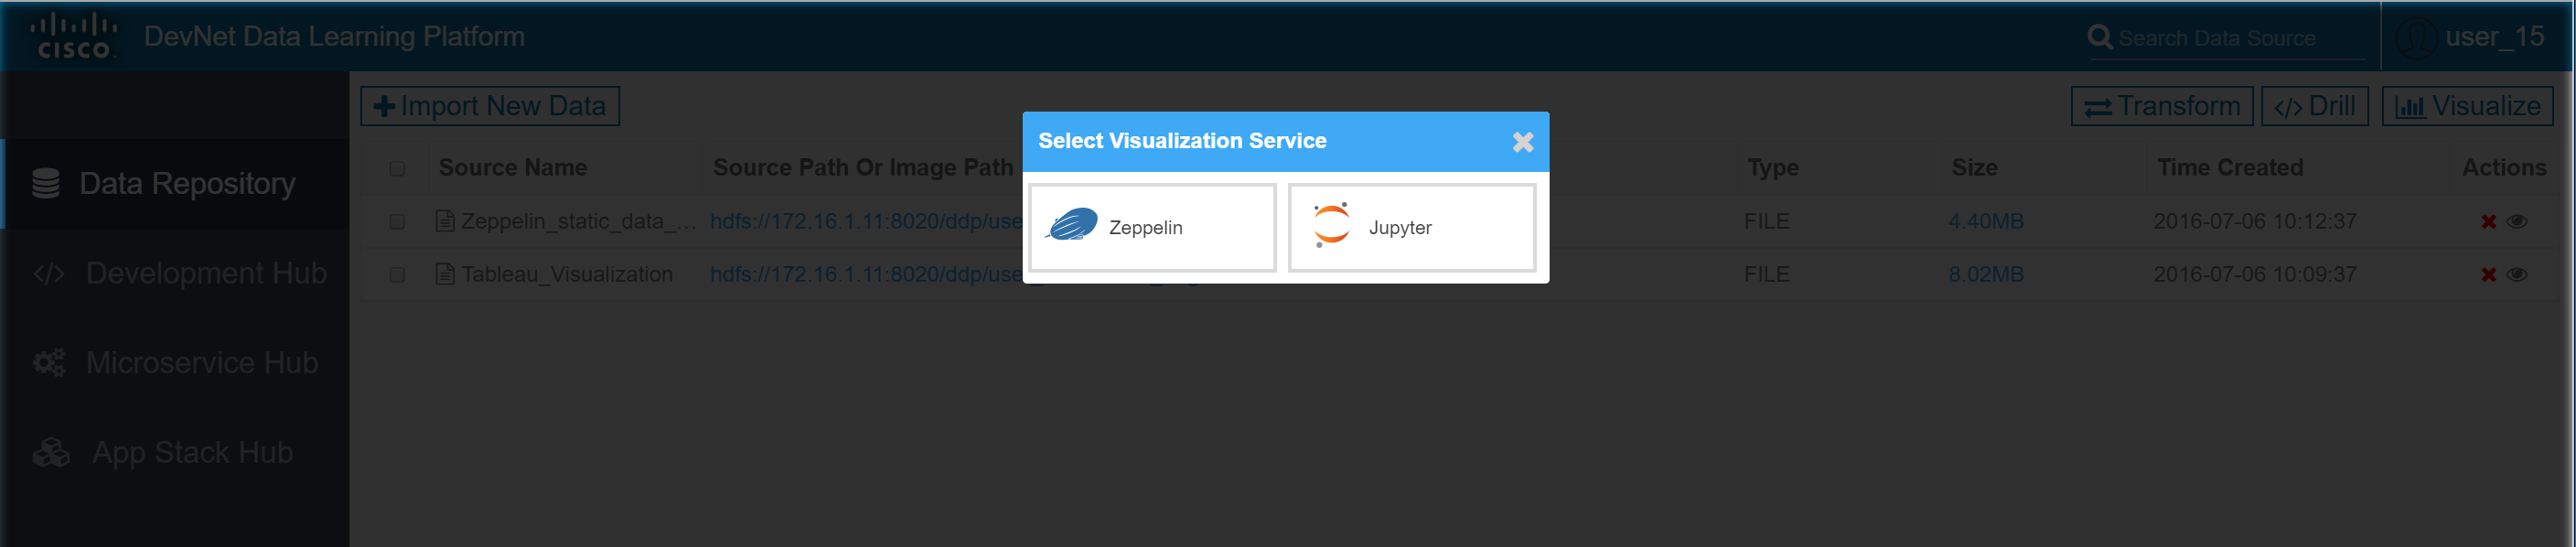 CISCO DevNet Data Learning Platform Search Data Source user_15
+ Import New Data Transform </> Drill Visualize
Select Visualization Service
Source Name Source Path Or Image Path Type Size Time Created Actions
Data Repository
Zeppelin_static_data_... hdfs://172.16.1.11:8020/ddp/use FILE 4.40MB 2016-07-06 10:12:37
Zeppelin Jupyter
Development Hub
Tableau_Visualization hdfs://172.16.1.11:8020/ddp/use FILE 8.02MB 2016-07-06 10:09:37
Microservice Hub
App Stack Hub